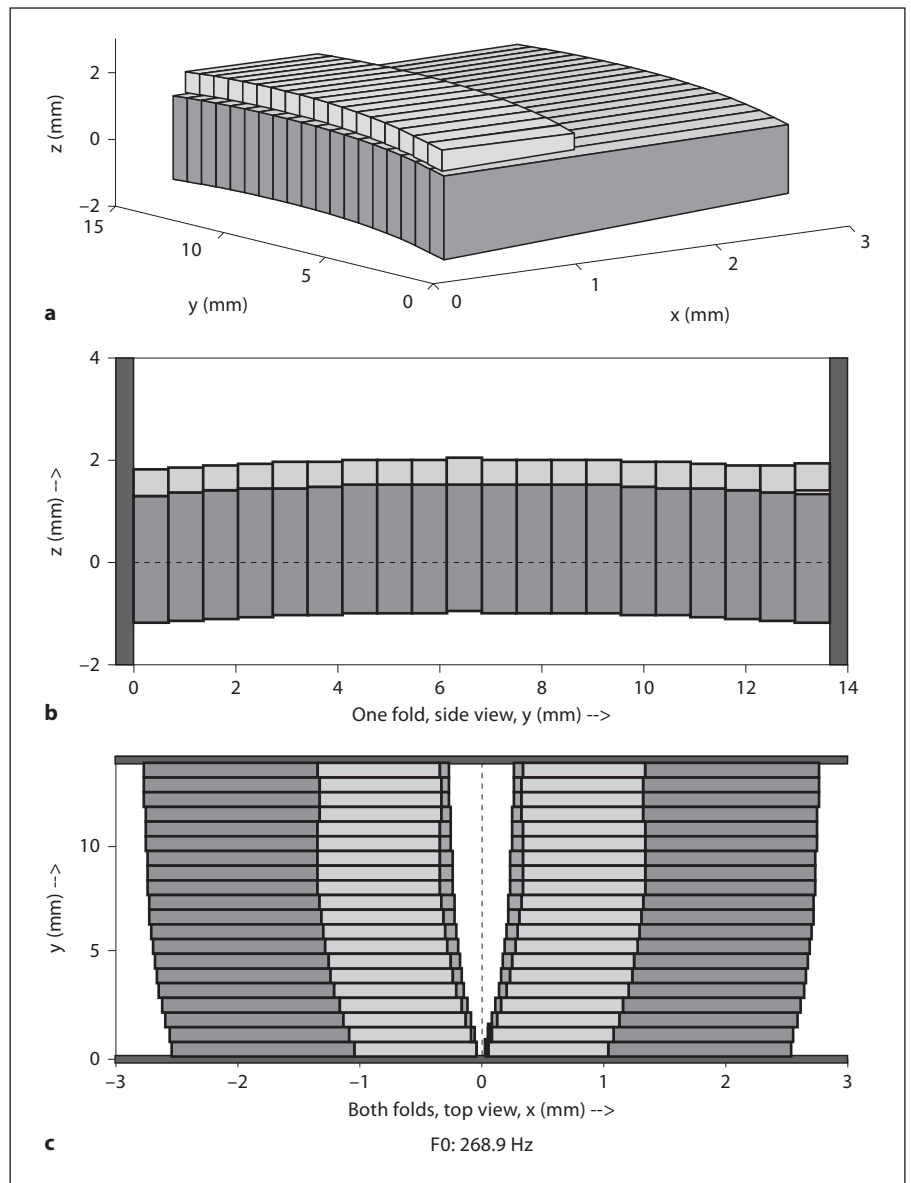 2
0
−2
z (mm)
15
10
5
0
y (mm)
0
1
2
3
x (mm)
a
4
2
0
−2
z (mm) -->
0 2 4 6 8 10 12 14
One fold, side view, y (mm) -->
b
10
5
0
y (mm) -->
−3 −2 −1 0 1 2 3
Both folds, top view, x (mm) -->
c
F0: 268.9 Hz